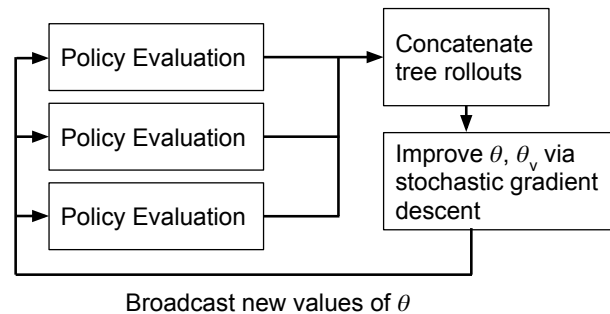 Policy Evaluation
Policy Evaluation
Policy Evaluation
Concatenate
tree rollouts
Improve θ, θᵥ via
stochastic gradient
descent
Broadcast new values of θ